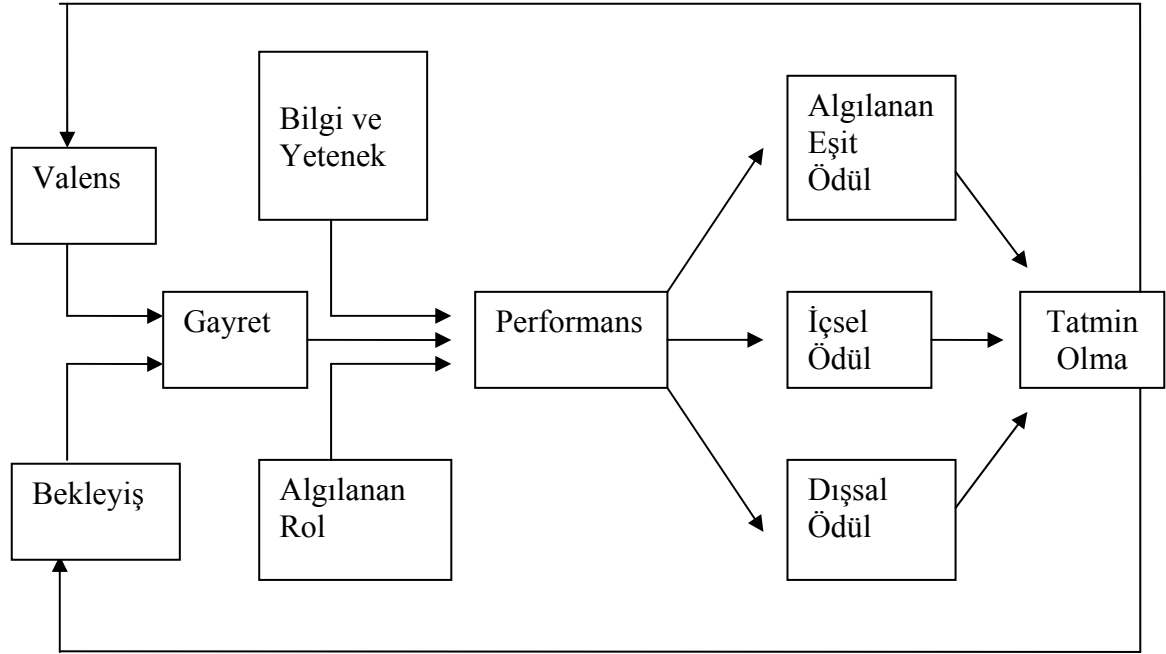 Valens
Bekleyiş
Bilgi ve
Yetenek
Gayret
Algılanan
Rol
Performans
Algılanan
Eşit
Ödül
İçsel
Ödül
Dışsal
Ödül
Tatmin
Olma